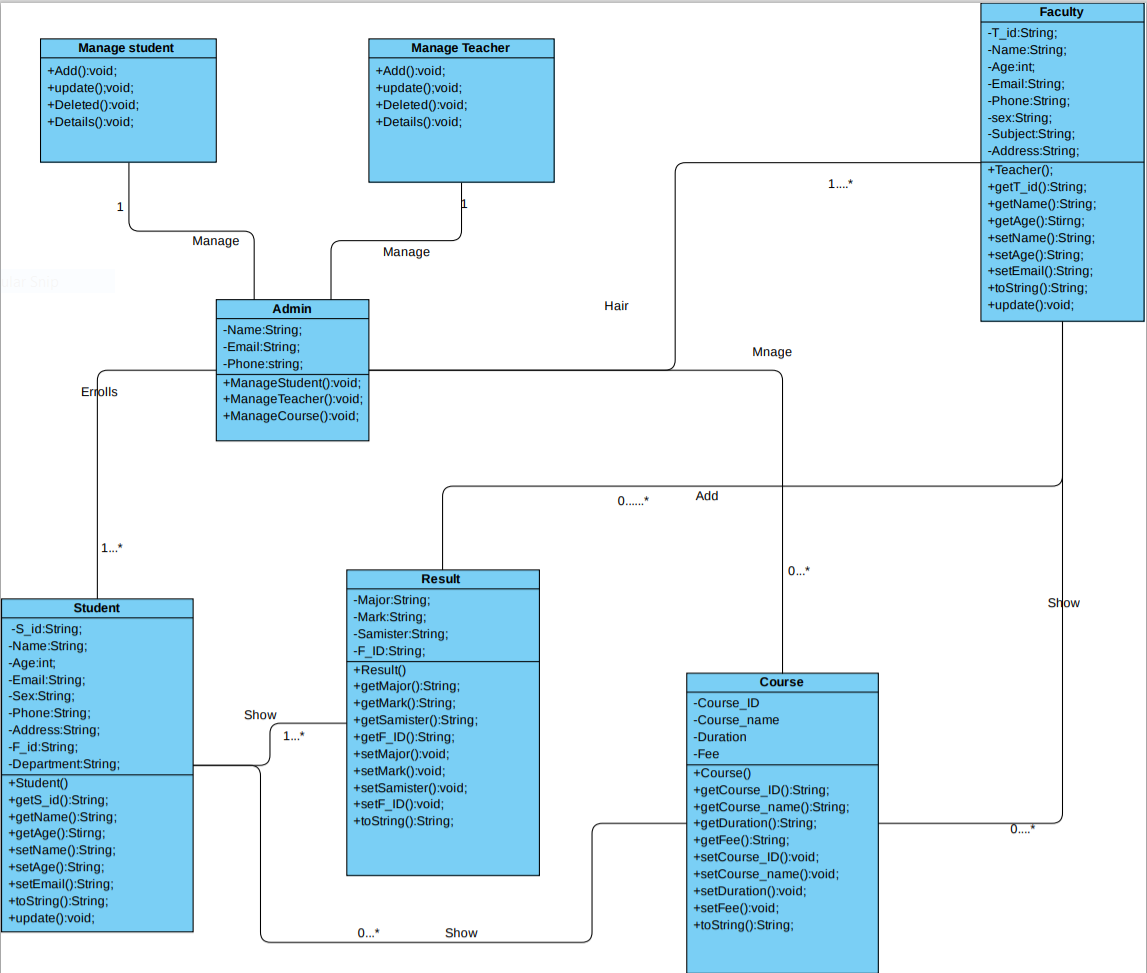 Manage student
+Add():void;
+update();void;
+Deleted():void;
+Details():void;
Manage Teacher
+Add():void;
+update();void;
+Deleted():void;
+Details():void;
Faculty
-T_id:String;
-Name:String;
-Age:int;
-Email:String;
-Phone:String;
-sex:String;
-Subject:String;
-Address:String;
+Teacher();
+getT_id():String;
+getName():String;
+getAge():Stirng;
+setName():String;
+setAge():String;
+setEmail():String;
+toString():String;
+update():void;
1
Manage
1
Manage
1....*
Hair
Mnage
Admin
-Name:String;
-Email:String;
-Phone:string;
+ManageStudent():void;
+ManageTeacher():void;
+ManageCourse():void;
Errolls
1...*
0......*
Add
0...*
Show
Student
-S_id:String;
-Name:String;
-Age:int;
-Email:String;
-Sex:String;
-Phone:String;
-Address:String;
-F_id:String;
-Department:String;
+Student()
+getS_id():String;
+getName():String;
+getAge():Stirng;
+setName():String;
+setAge():String;
+setEmail():String;
+toString():String;
+update():void;
Show
1...*
Result
-Major:String;
-Mark:String;
-Samister:String;
-F_ID:String;
+Result()
+getMajor():String;
+getMark():String;
+getSamister():String;
+getF_ID():String;
+setMajor():void;
+setMark():void;
+setSamister():void;
+setF_ID():void;
+toString():String;
Course
-Course_ID
-Course_name
-Duration
-Fee
+Course()
+getCourse_ID():String;
+getCourse_name():String;
+getDuration():String;
+getFee():String;
+setCourse_ID():void;
+setCourse_name():void;
+setDuration():void;
+setFee():void;
+toString():String;
0....*
0...*
Show